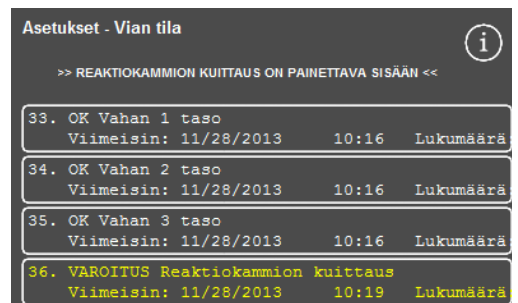 Asetukset - Vian tila
i
>> REAKTIOKAMMION KUITTAUS ON PAINETTAVA SISÄÄN <<
33. OK Vahan 1 taso
Viimeisin: 11/28/2013 10:16 Lukumäärä
34. OK Vahan 2 taso
Viimeisin: 11/28/2013 10:16 Lukumäärä
35. OK Vahan 3 taso
Viimeisin: 11/28/2013 10:16 Lukumäärä
36. VAROITUS Reaktiokammion kuittaus
Viimeisin: 11/28/2013 10:19 Lukumäärä